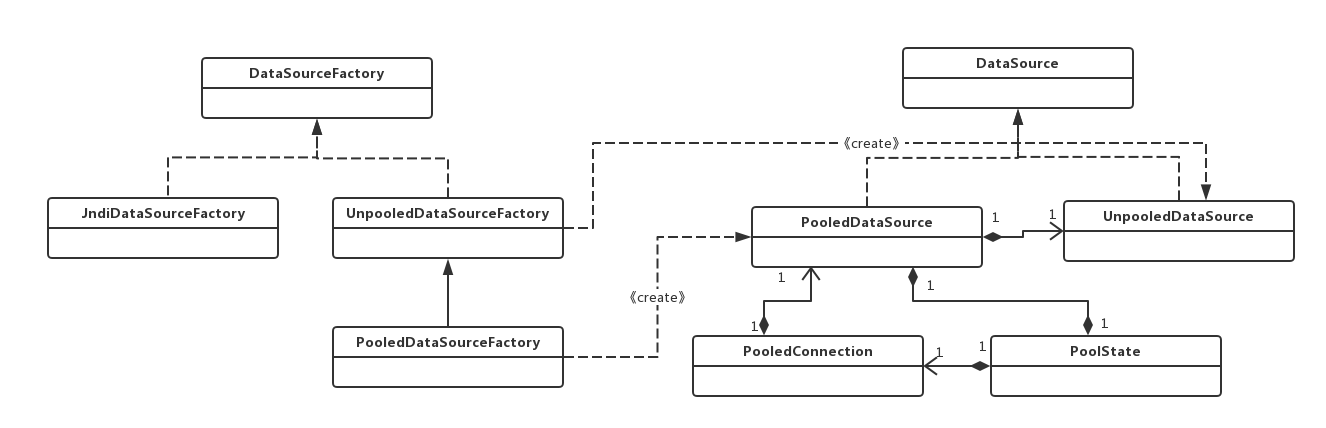 DataSourceFactory
DataSource
《create》
JndiDataSourceFactory
UnpooledDataSourceFactory
PooledDataSource
1
1
UnpooledDataSource
1
1
《create》
1
1
PooledDataSourceFactory
PooledConnection
1
1
PoolState